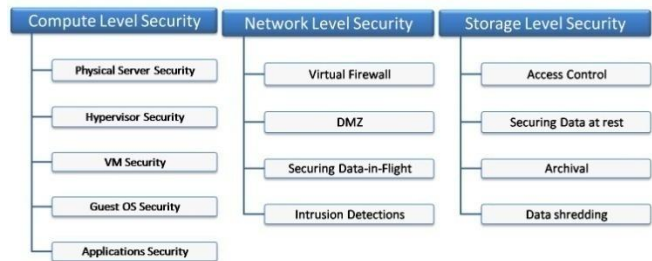 Compute Level Security
Physical Server Security
Hypervisor Security
VM Security
Guest OS Security
Applications Security
Network Level Security
Virtual Firewall
DMZ
Securing Data-in-Flight
Intrusion Detections
Storage Level Security
Access Control
Securing Data at rest
Archival
Data shredding